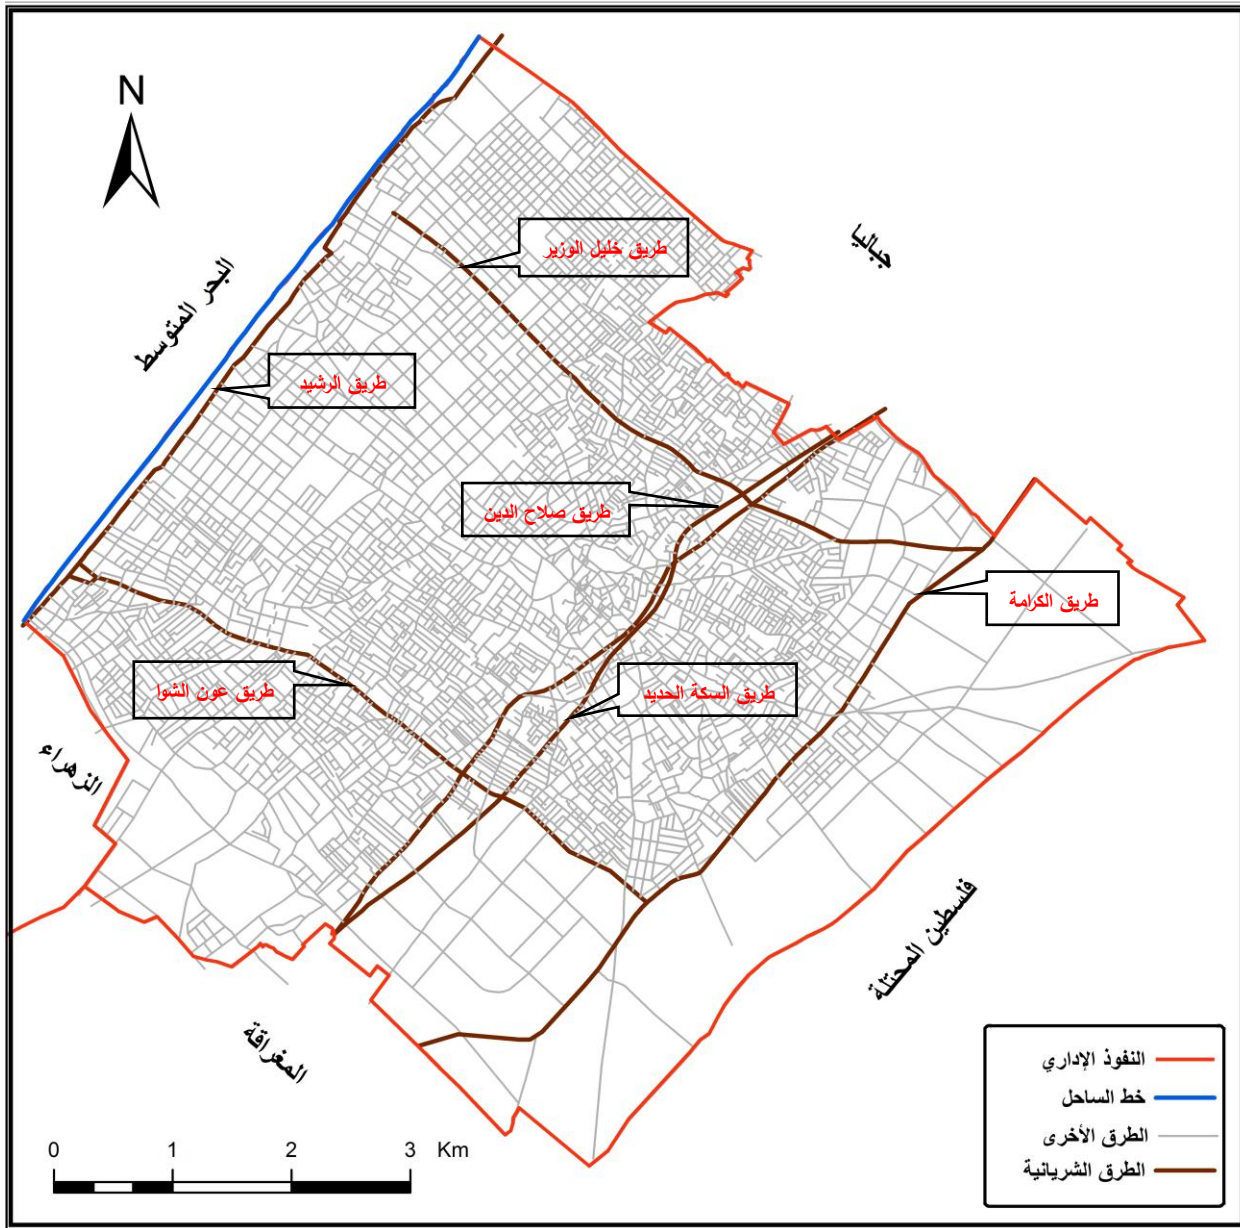 N
جباليا
طريق خليل الوزير
البحر المتوسط
طريق الرشيد
طريق صلاح الدين
طريق الكرامة
طريق عون الشوا
طريق السكة الحديد
الزهراء
فلسطين المحتلة
المغراقة
النفوذ الإداري
خط الساحل
الطرق الأخرى
الطرق الشريانية
0 1 2 3 Km